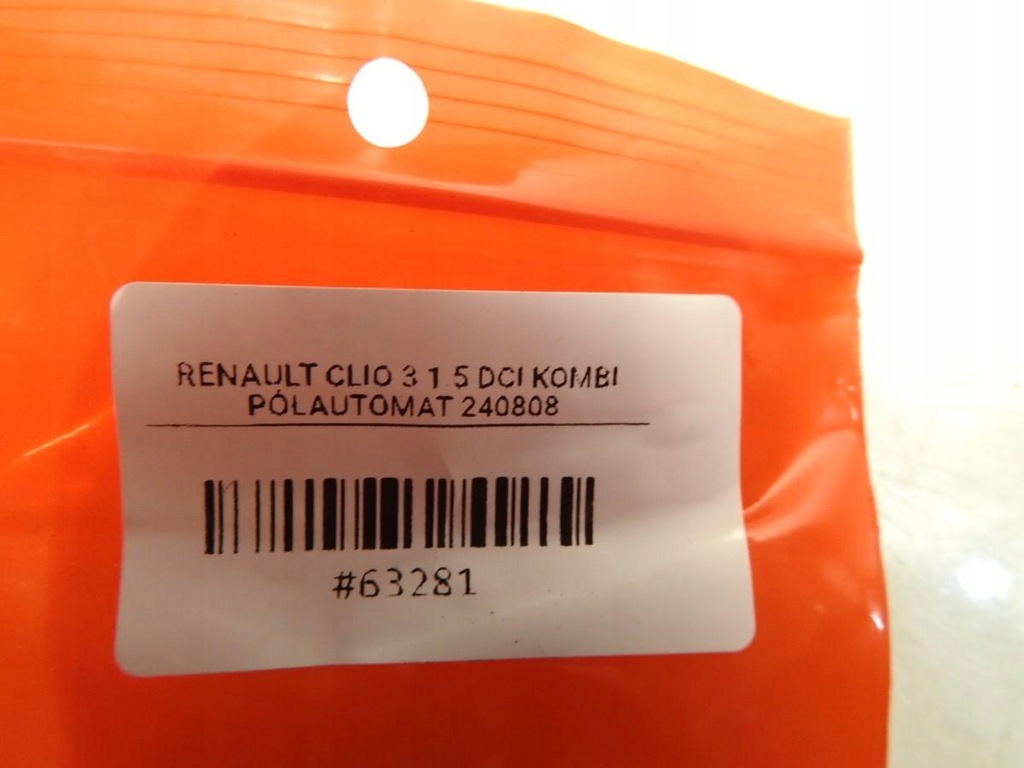 RENAULT CLIO 3 1.5 DCI KOMBI
PÓŁAUTOMAT 240808
#63281